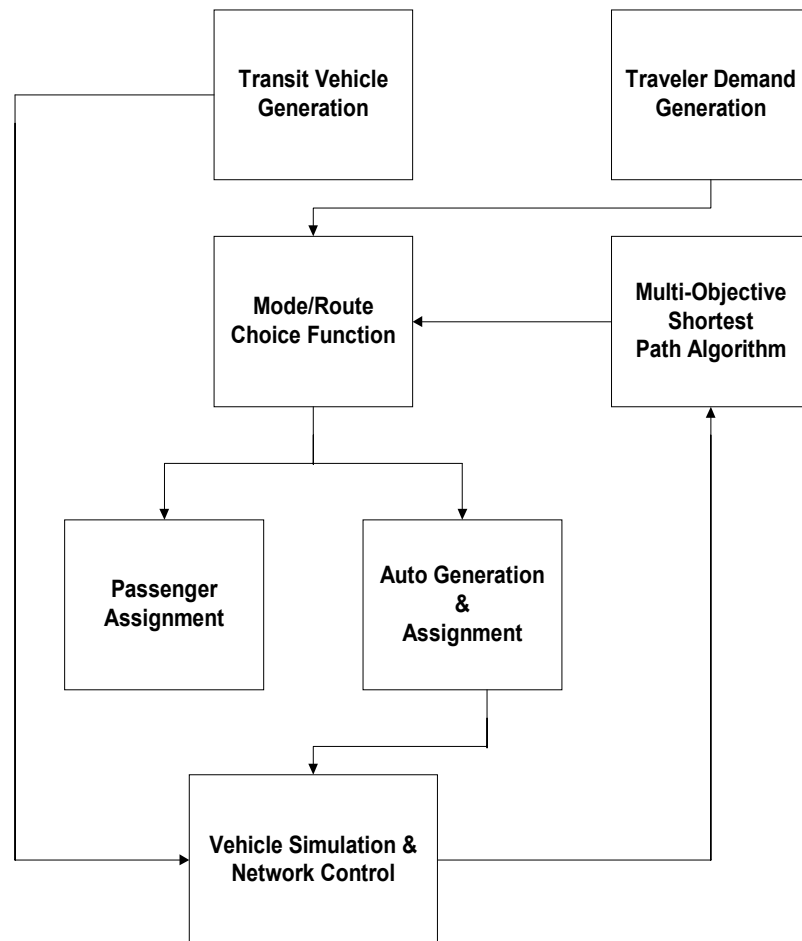 Transit Vehicle
Generation
Traveler Demand
Generation
Mode/Route
Choice Function
Multi-Objective
Shortest
Path Algorithm
Passenger
Assignment
Auto Generation
&
Assignment
Vehicle Simulation &
Network Control